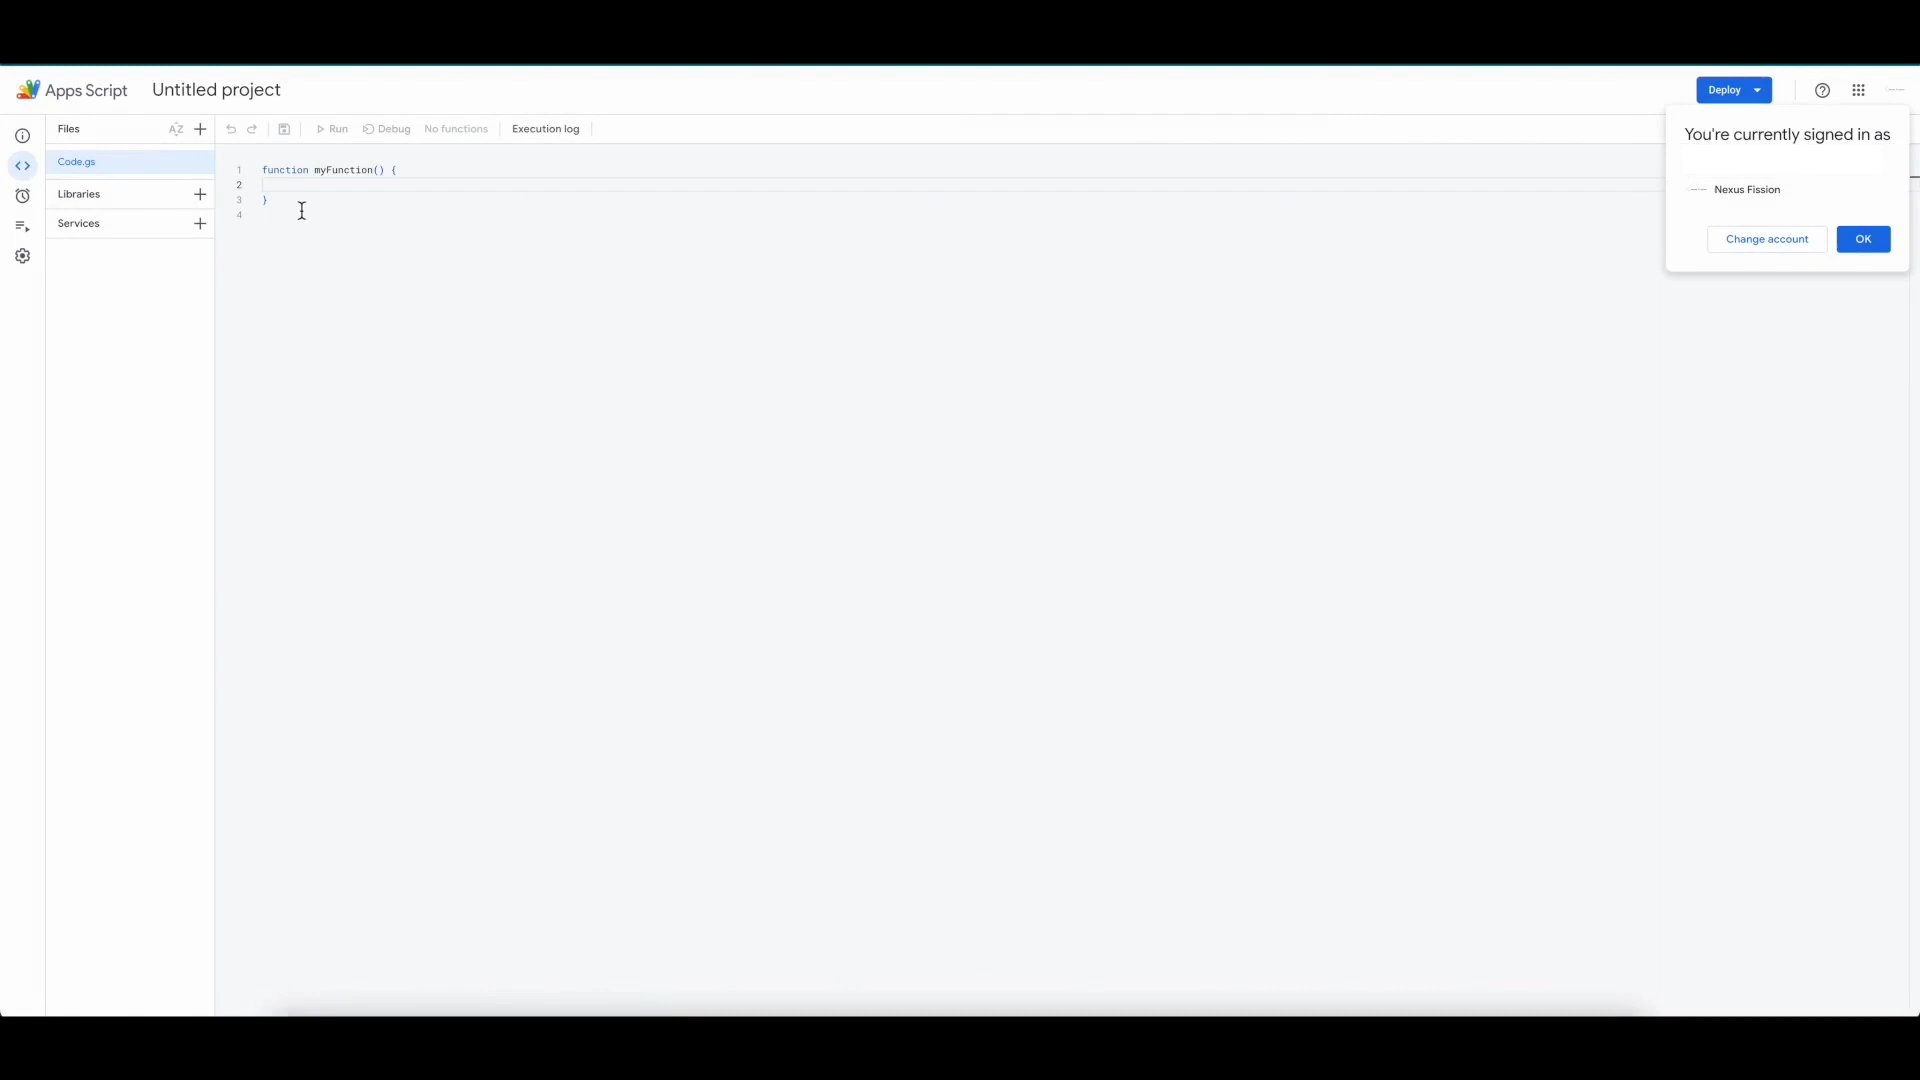 Apps Script
Untitled project
Deploy
Files
AZ
Run
Debug
No functions
Execution log
You're currently signed in as
Code.gs
1 function myFunction() {
2
3 }
4
Nexus Fission
Libraries
Services
Change account
OK